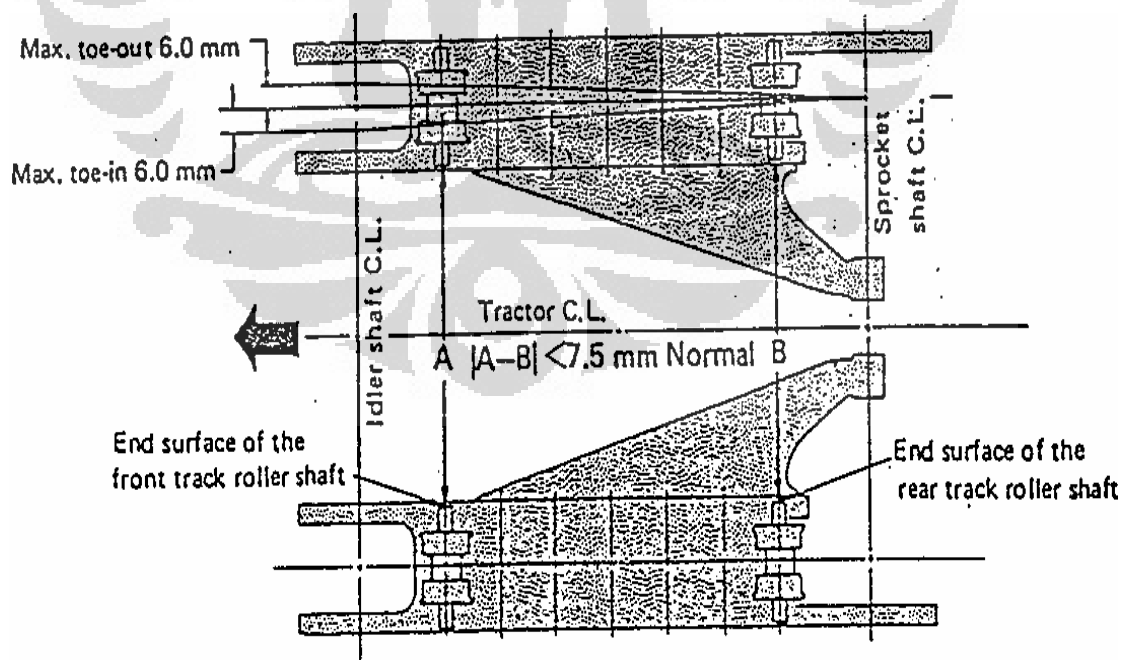 Max. toe-out 6.0 mm
Max. toe-in 6.0 mm
Idler shaft C.L.
Sprocket
shaft C.L.
Tractor C.L.
A |A-B| <7.5 mm Normal B
End surface of the
front track roller shaft
End surface of the
rear track roller shaft